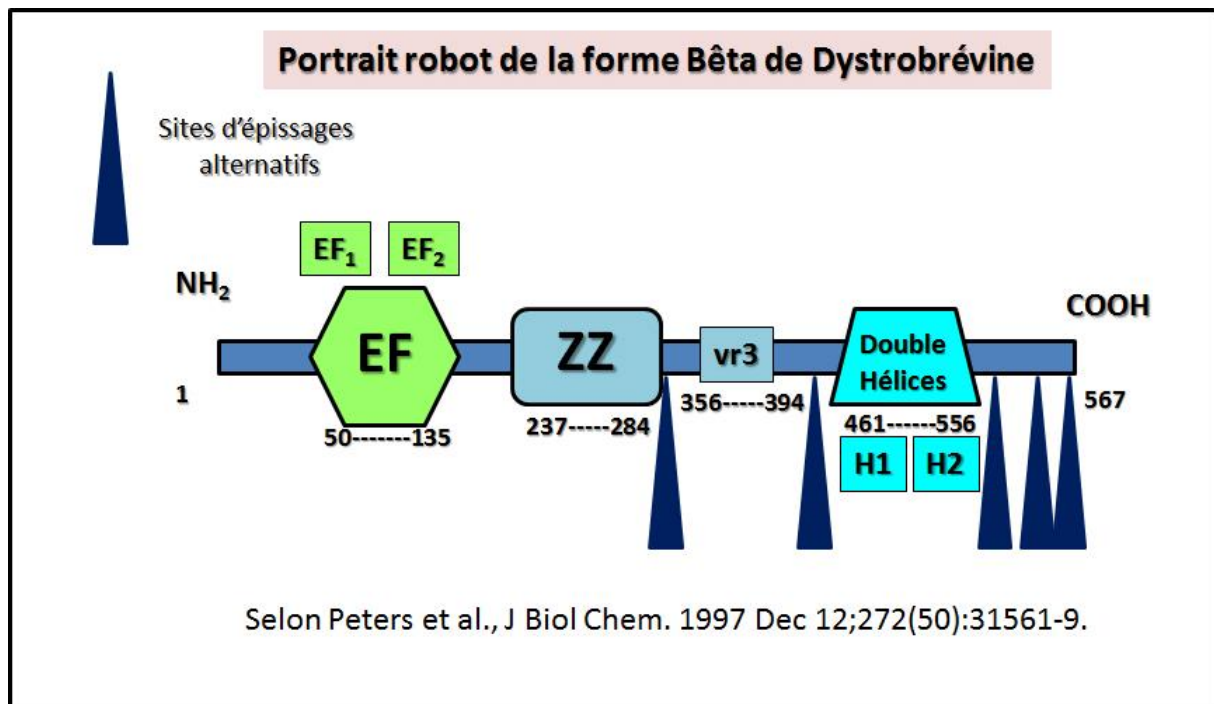 Portrait robot de la forme Bêta de Dystrobrévine
Sites d'épissages
alternatifs
EF1 EF2
NH2
COOH
EF
ZZ
vr3
Double
Hélices
1
50-------135
237-----284
356-----394
461------556
567
H1 H2
Selon Peters et al., J Biol Chem. 1997 Dec 12;272(50):31561-9.